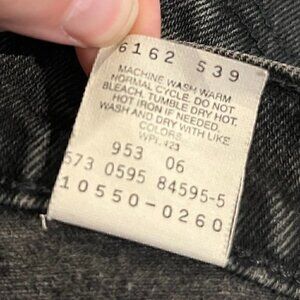 6162 539
MACHINE WASH WARM
NORMAL CYCLE. DO NOT
BLEACH, TUMBLE DRY HOT.
HOT IRON IF NEEDED.
WASH AND DRY WITH LIKE
COLORS.
WPL 423
953 06
573 0595 84595-5
10550-0260